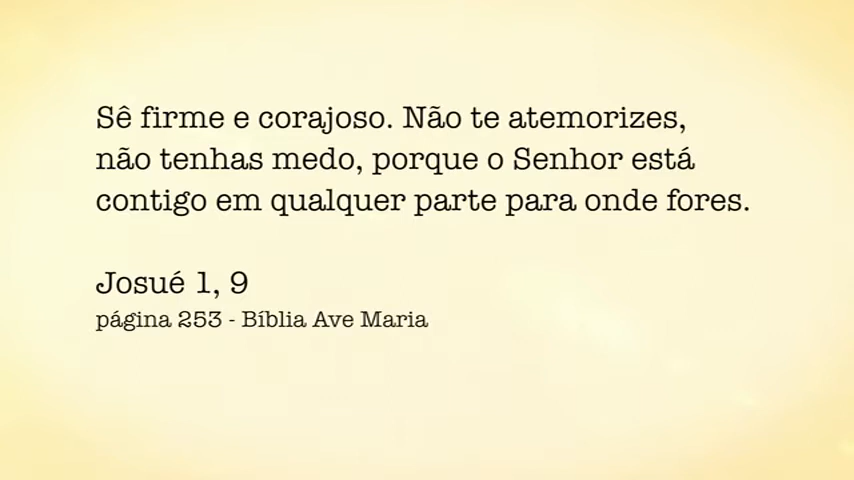 Sê firme e corajoso. Não te atemorizes,
não tenhas medo, porque o Senhor está
contigo em qualquer parte para onde fores.
Josué 1, 9
página 253 - Bíblia Ave Maria